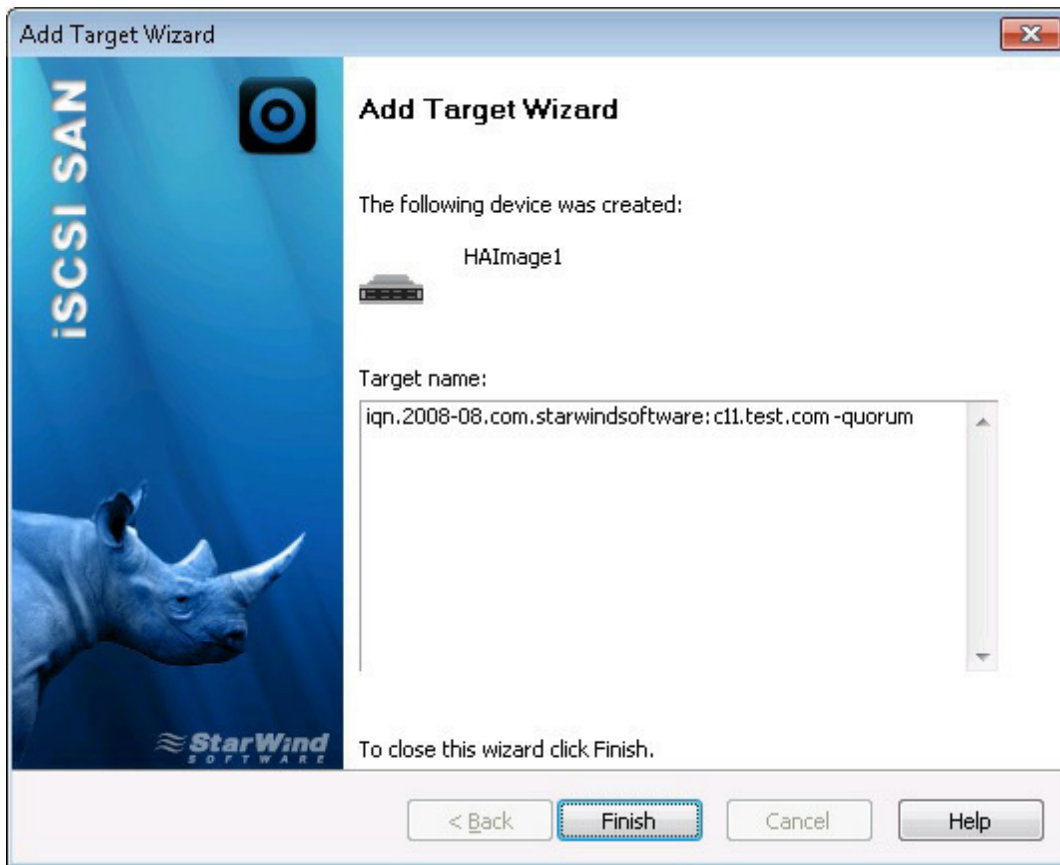 Add Target Wizard
iSCSI SAN
Add Target Wizard
The following device was created:
HAImage1
Target name:
iqn.2008-08.com.starwindsoftware:c11.test.com-quorum
StarWind
SOFTWARE
To close this wizard click Finish.
< Back
Finish
Cancel
Help